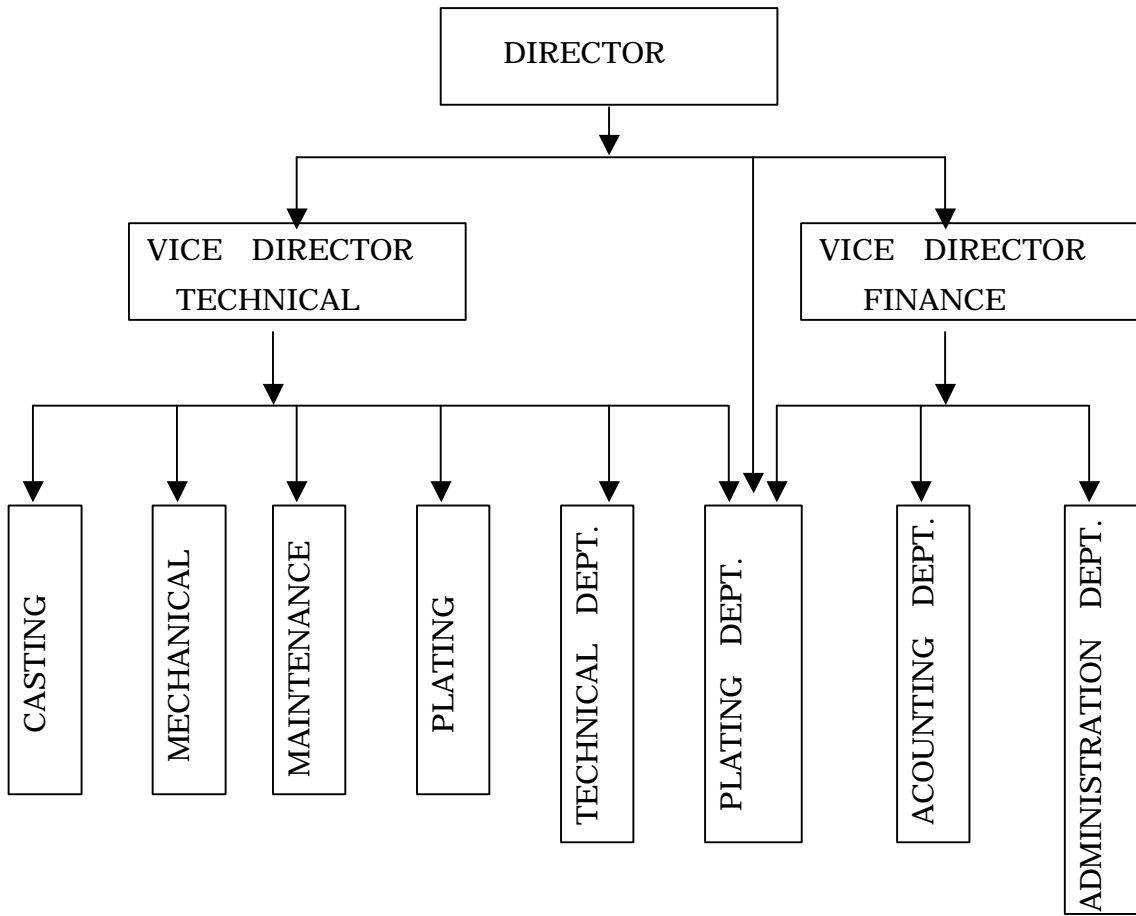 DIRECTOR
VICE DIRECTOR
TECHNICAL
VICE DIRECTOR
FINANCE
CASTING
MECHANICAL
MAINTENANCE
PLATING
TECHNICAL DEPT.
PLATING DEPT.
ACOUNTING DEPT.
ADMINISTRATION DEPT.